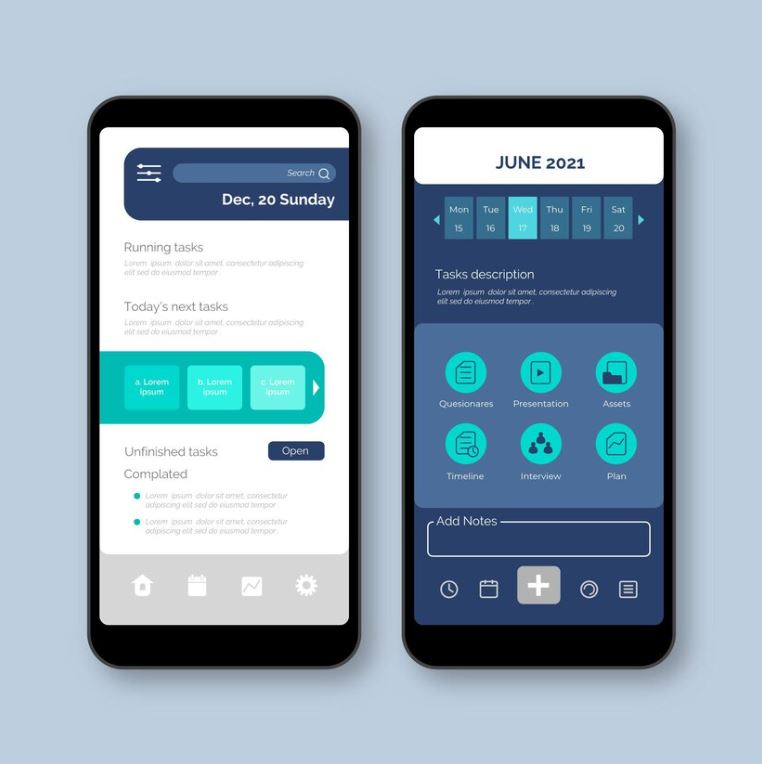 Search
Dec, 20 Sunday
Running tasks
Lorem ipsum dolor sit amet, consectetur adipiscing
elit sed do eiusmod tempor .
Today's next tasks
Lorem ipsum dolor sit amet, consectetur adipiscing
elit sed do eiusmod tempor .
a. Lorem
ipsum
b. Lorem
ipsum
c. Lorem
ipsum
Unfinished tasks
Open
Complated
Lorem ipsum dolor sit amet, consectetur
adipiscing elit sed do eiusmod tempor
Lorem ipsum dolor sit amet, consectetur
adipiscing elit sed do eiusmod tempor .
JUNE 2021
Mon Tue Wed Thu Fri Sat
15 16 17 18 19 20
Tasks description
Lorem ipsum dolor sit amet, consectetur adipiscing
elit sed do eiusmod tempor .
Quesionares Presentation Assets
Timeline Interview Plan
Add Notes